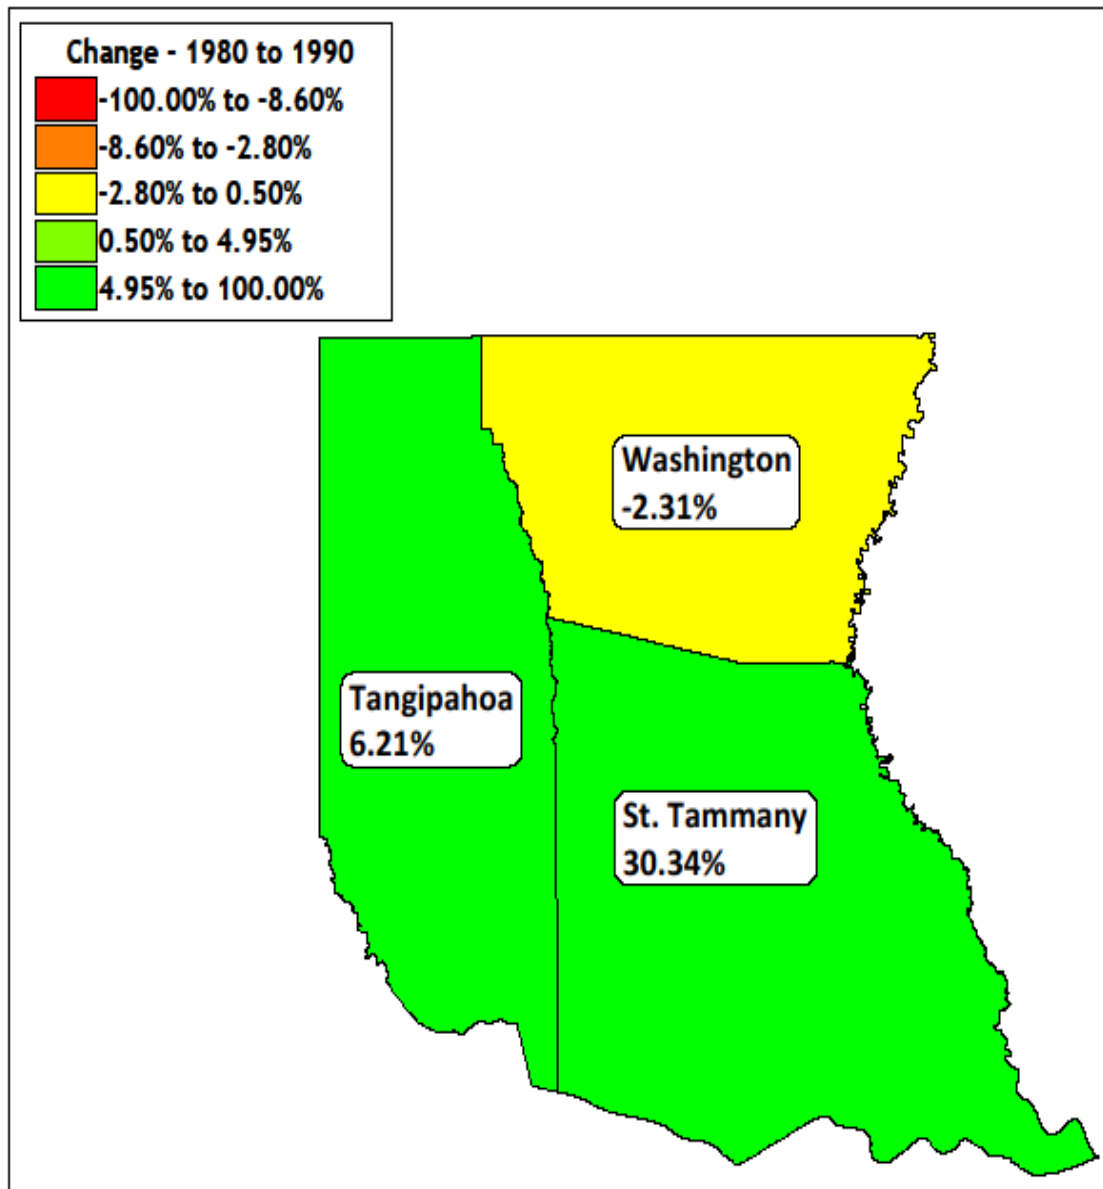 Change - 1980 to 1990
-100.00% to -8.60%
-8.60% to -2.80%
-2.80% to 0.50%
0.50% to 4.95%
4.95% to 100.00%
Washington
-2.31%
Tangipahoa
6.21%
St. Tammany
30.34%